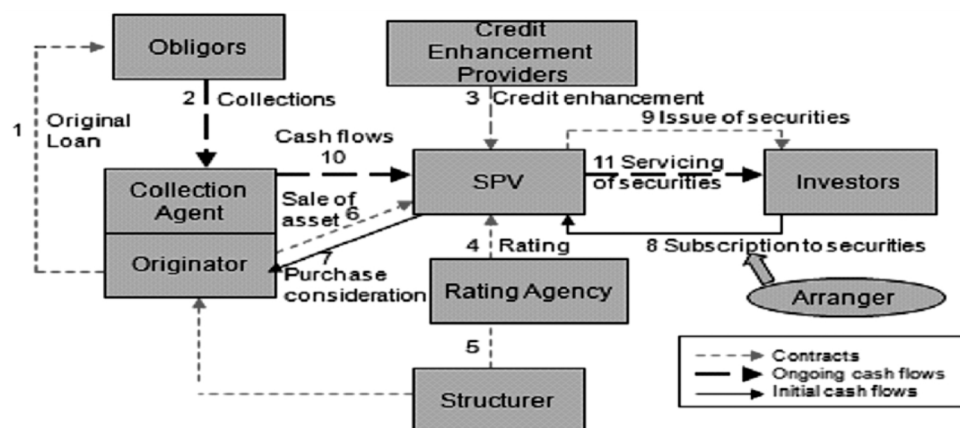 Obligors
Credit
Enhancement
Providers
2
Collections
3 Credit enhancement
1
Original
Loan
9 Issue of securities
Cash flows
10
11 Servicing
of securities
Collection
Agent
Sale of
asset 6
SPV
Investors
Originator
7
Purchase
consideration
4 Rating
8 Subscription to securities
Rating Agency
Arranger
5
Structurer
Contracts
Ongoing cash flows
Initial cash flows